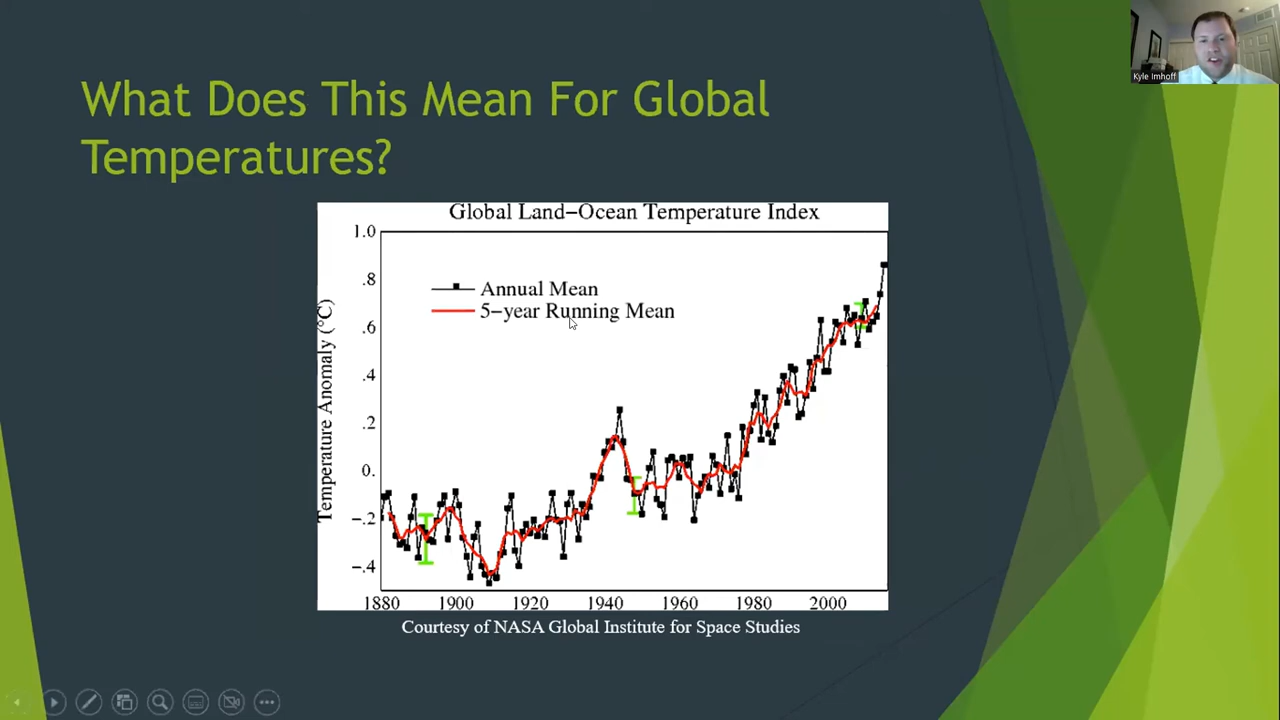 What Does This Mean For Global
Temperatures?
Kyle Imhoff
Global Land−Ocean Temperature Index
1.0
.8
.6
.4
.2
0.
−.2
−.4
Temperature Anomaly (°C)
Annual Mean
5−year Running Mean
1880 1900 1920 1940 1960 1980 2000
Courtesy of NASA Global Institute for Space Studies